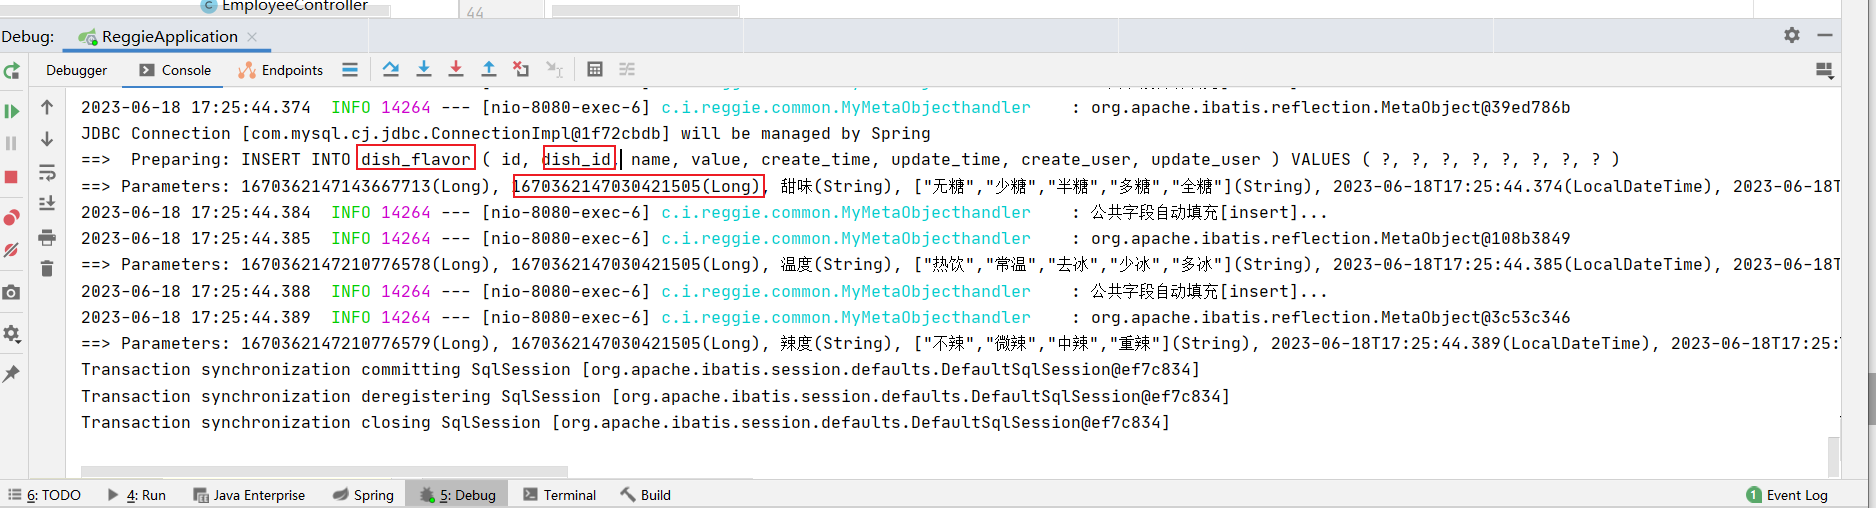 EmployeeController
44
Debug: ReggieApplication
Debugger Console Endpoints
2023-06-18 17:25:44.374 INFO 14264 --- [nio-8080-exec-6] c.i.reggie.common.MyMetaObjecthandler : org.apache.ibatis.reflection.MetaObject@39ed786b
JDBC Connection [com.mysql.cj.jdbc.ConnectionImpl@1f72cbdb] will be managed by Spring
==> Preparing: INSERT INTO dish_flavor ( id, dish_id, name, value, create_time, update_time, create_user, update_user ) VALUES ( ?, ?, ?, ?, ?, ?, ?, ? )
==> Parameters: 1670362147143667713(Long), 1670362147030421505(Long), 甜味(String), ["无糖","少糖","半糖","多糖","全糖"](String), 2023-06-18T17:25:44.374(LocalDateTime), 2023-06-18T
2023-06-18 17:25:44.384 INFO 14264 --- [nio-8080-exec-6] c.i.reggie.common.MyMetaObjecthandler : 公共字段自动填充[insert]...
2023-06-18 17:25:44.385 INFO 14264 --- [nio-8080-exec-6] c.i.reggie.common.MyMetaObjecthandler : org.apache.ibatis.reflection.MetaObject@108b3849
==> Parameters: 1670362147210776578(Long), 1670362147030421505(Long), 温度(String), ["热饮","常温","去冰","少冰","多冰"](String), 2023-06-18T17:25:44.385(LocalDateTime), 2023-06-18
2023-06-18 17:25:44.388 INFO 14264 --- [nio-8080-exec-6] c.i.reggie.common.MyMetaObjecthandler : 公共字段自动填充[insert]...
2023-06-18 17:25:44.389 INFO 14264 --- [nio-8080-exec-6] c.i.reggie.common.MyMetaObjecthandler : org.apache.ibatis.reflection.MetaObject@3c53c346
==> Parameters: 1670362147210776579(Long), 1670362147030421505(Long), 辣度(String), ["不辣","微辣","中辣","重辣"](String), 2023-06-18T17:25:44.389(LocalDateTime), 2023-06-18T17:25:
Transaction synchronization committing SqlSession [org.apache.ibatis.session.defaults.DefaultSqlSession@ef7c834]
Transaction synchronization deregistering SqlSession [org.apache.ibatis.session.defaults.DefaultSqlSession@ef7c834]
Transaction synchronization closing SqlSession [org.apache.ibatis.session.defaults.DefaultSqlSession@ef7c834]
6: TODO 4: Run Java Enterprise Spring 5: Debug Terminal Build 1 Event Log